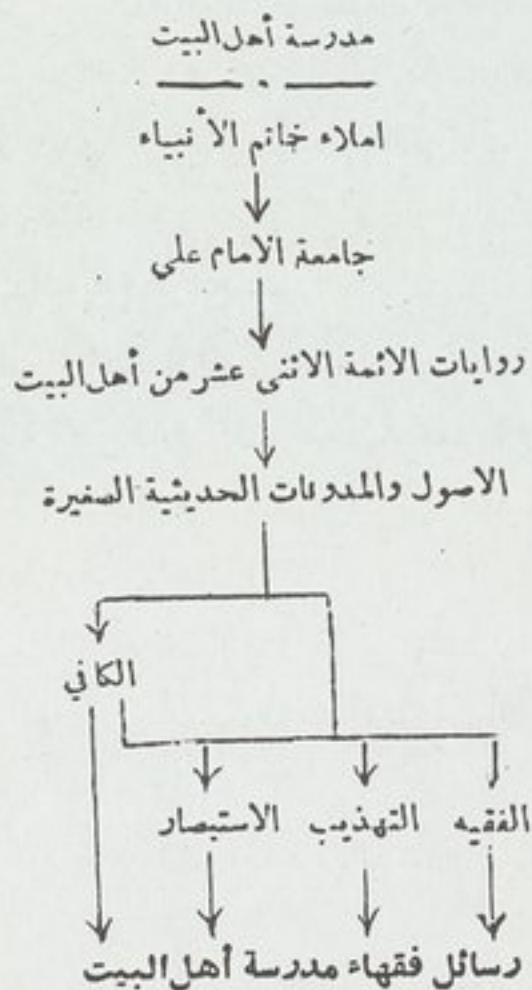 مدرسة أهل البيت
املاء خاتم الأنبياء
جامعة الامام علي
روايات الائمة الاثنى عشر من أهل البيت
الاصول والمدونات الحديثية الصغيرة
الكافي
الفقيه التهذيب الاستبصار
رسائل فقهاء مدرسة أهل البيت